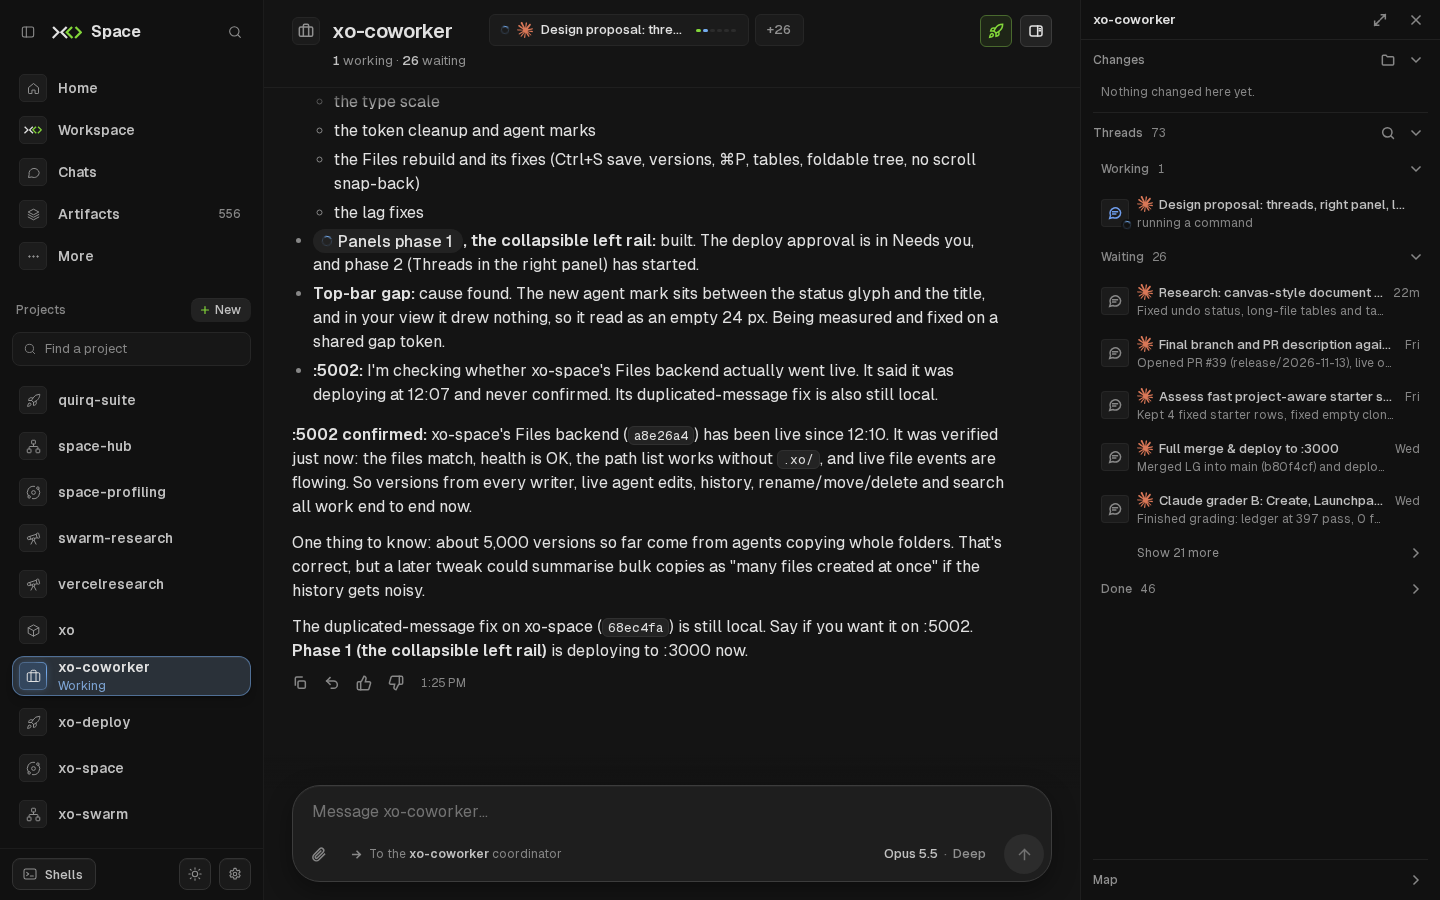 Space
Home
Workspace
Chats
Artifacts 556
More
Projects
+ New
Find a project
quirq-suite
space-hub
space-profiling
swarm-research
vercelresearch
xo
xo-coworker
Working
xo-deploy
xo-space
xo-swarm
Shells
xo-coworker
Design proposal: thre...
+26
1 working · 26 waiting
the type scale
the token cleanup and agent marks
the Files rebuild and its fixes (Ctrl+S save, versions, ⌘P, tables, foldable tree, no scroll
snap-back)
the lag fixes
Panels phase 1 , the collapsible left rail: built. The deploy approval is in Needs you,
and phase 2 (Threads in the right panel) has started.
Top-bar gap: cause found. The new agent mark sits between the status glyph and the title,
and in your view it drew nothing, so it read as an empty 24 px. Being measured and fixed on a
shared gap token.
:5002: I'm checking whether xo-space's Files backend actually went live. It said it was
deploying at 12:07 and never confirmed. Its duplicated-message fix is also still local.
:5002 confirmed: xo-space's Files backend (a8e26a4) has been live since 12:10. It was verified
just now: the files match, health is OK, the path list works without .xo/, and live file events are
flowing. So versions from every writer, live agent edits, history, rename/move/delete and search
all work end to end now.
One thing to know: about 5,000 versions so far come from agents copying whole folders. That's
correct, but a later tweak could summarise bulk copies as "many files created at once" if the
history gets noisy.
The duplicated-message fix on xo-space (68ec4fa) is still local. Say if you want it on :5002.
Phase 1 (the collapsible left rail) is deploying to :3000 now.
1:25 PM
Message xo-coworker...
→ To the xo-coworker coordinator
Opus 5.5 · Deep
xo-coworker
Changes
Nothing changed here yet.
Threads 73
Working 1
Design proposal: threads, right panel, l...
running a command
Waiting 26
Research: canvas-style document ... 22m
Fixed undo status, long-file tables and ta...
Final branch and PR description agai... Fri
Opened PR #39 (release/2026-11-13), live o...
Assess fast project-aware starter s... Fri
Kept 4 fixed starter rows, fixed empty clon...
Full merge & deploy to :3000 Wed
Merged LG into main (b80f4cf) and deplo...
Claude grader B: Create, Launchpa... Wed
Finished grading: ledger at 397 pass, 0 f...
Show 21 more
Done 46
Map